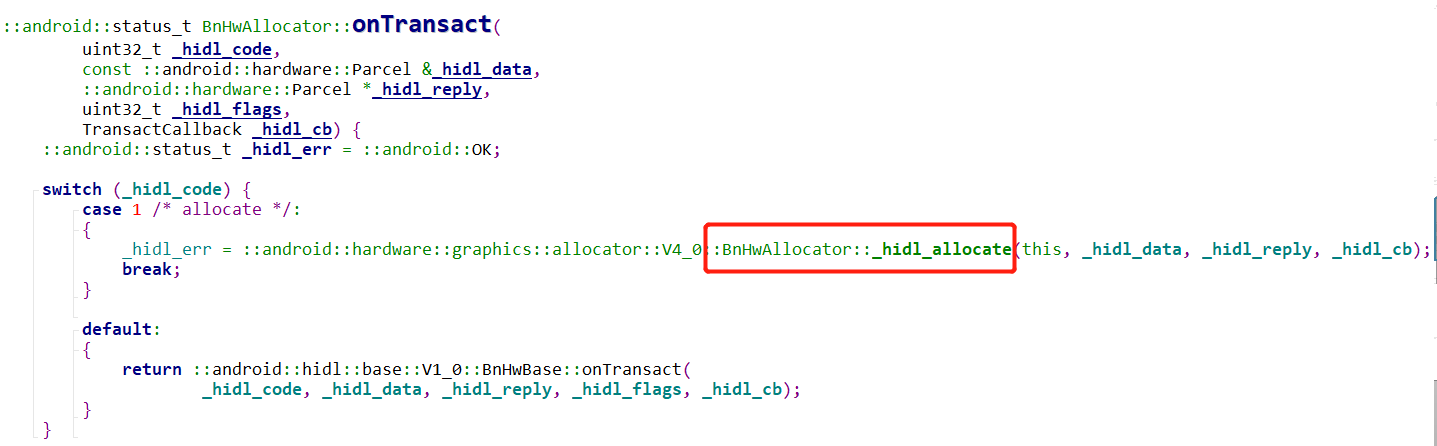 ::android::status_t BnHwAllocator::onTransact(
uint32_t _hidl_code,
const ::android::hardware::Parcel &_hidl_data,
::android::hardware::Parcel *_hidl_reply,
uint32_t _hidl_flags,
TransactCallback _hidl_cb) {
::android::status_t _hidl_err = ::android::OK;
switch (_hidl_code) {
case 1 /* allocate */:
{
_hidl_err = ::android::hardware::graphics::allocator::V4_0::BnHwAllocator::_hidl_allocate(this, _hidl_data, _hidl_reply, _hidl_cb);
break;
}
default:
{
return ::android::hidl::base::V1_0::BnHwBase::onTransact(
_hidl_code, _hidl_data, _hidl_reply, _hidl_flags, _hidl_cb);
}
}